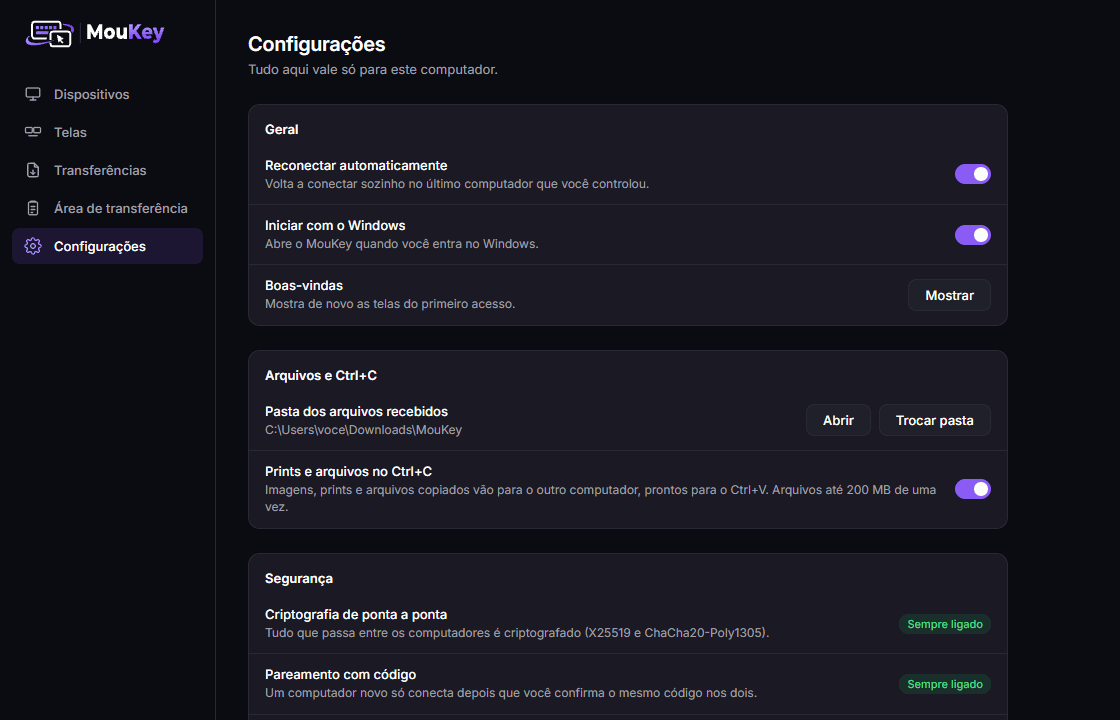 MouKey
Dispositivos
Telas
Transferências
Área de transferência
Configurações
Configurações
Tudo aqui vale só para este computador.
Geral
Reconectar automaticamente
Volta a conectar sozinho no último computador que você controlou.
Iniciar com o Windows
Abre o MouKey quando você entra no Windows.
Boas-vindas
Mostra de novo as telas do primeiro acesso.
Mostrar
Arquivos e Ctrl+C
Pasta dos arquivos recebidos
C:\Users\voce\Downloads\MouKey
Abrir
Trocar pasta
Prints e arquivos no Ctrl+C
Imagens, prints e arquivos copiados vão para o outro computador, prontos para o Ctrl+V. Arquivos até 200 MB de uma
vez.
Segurança
Criptografia de ponta a ponta
Tudo que passa entre os computadores é criptografado (X25519 e ChaCha20-Poly1305).
Sempre ligado
Pareamento com código
Um computador novo só conecta depois que você confirma o mesmo código nos dois.
Sempre ligado